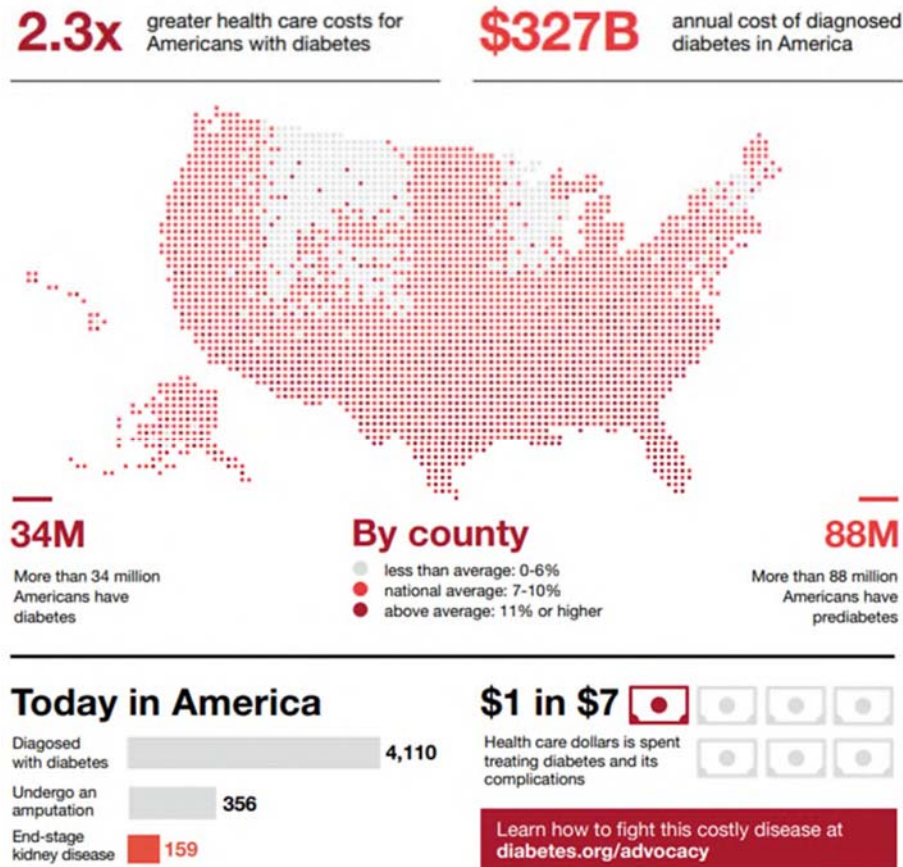 2.3x
greater health care costs for
Americans with diabetes
$327B
annual cost of diagnosed
diabetes in America
34M
More than 34 million
Americans have
diabetes
By county
less than average: 0-6%
national average: 7-10%
above average: 11% or higher
88M
More than 88 million
Americans have
prediabetes
Today in America
Diagosed
with diabetes
4,110
Undergo an
amputation
356
End-stage
kidney disease
159
$1 in $7
Health care dollars is spent
treating diabetes and its
complications
Learn how to fight this costly disease at
diabetes.org/advocacy